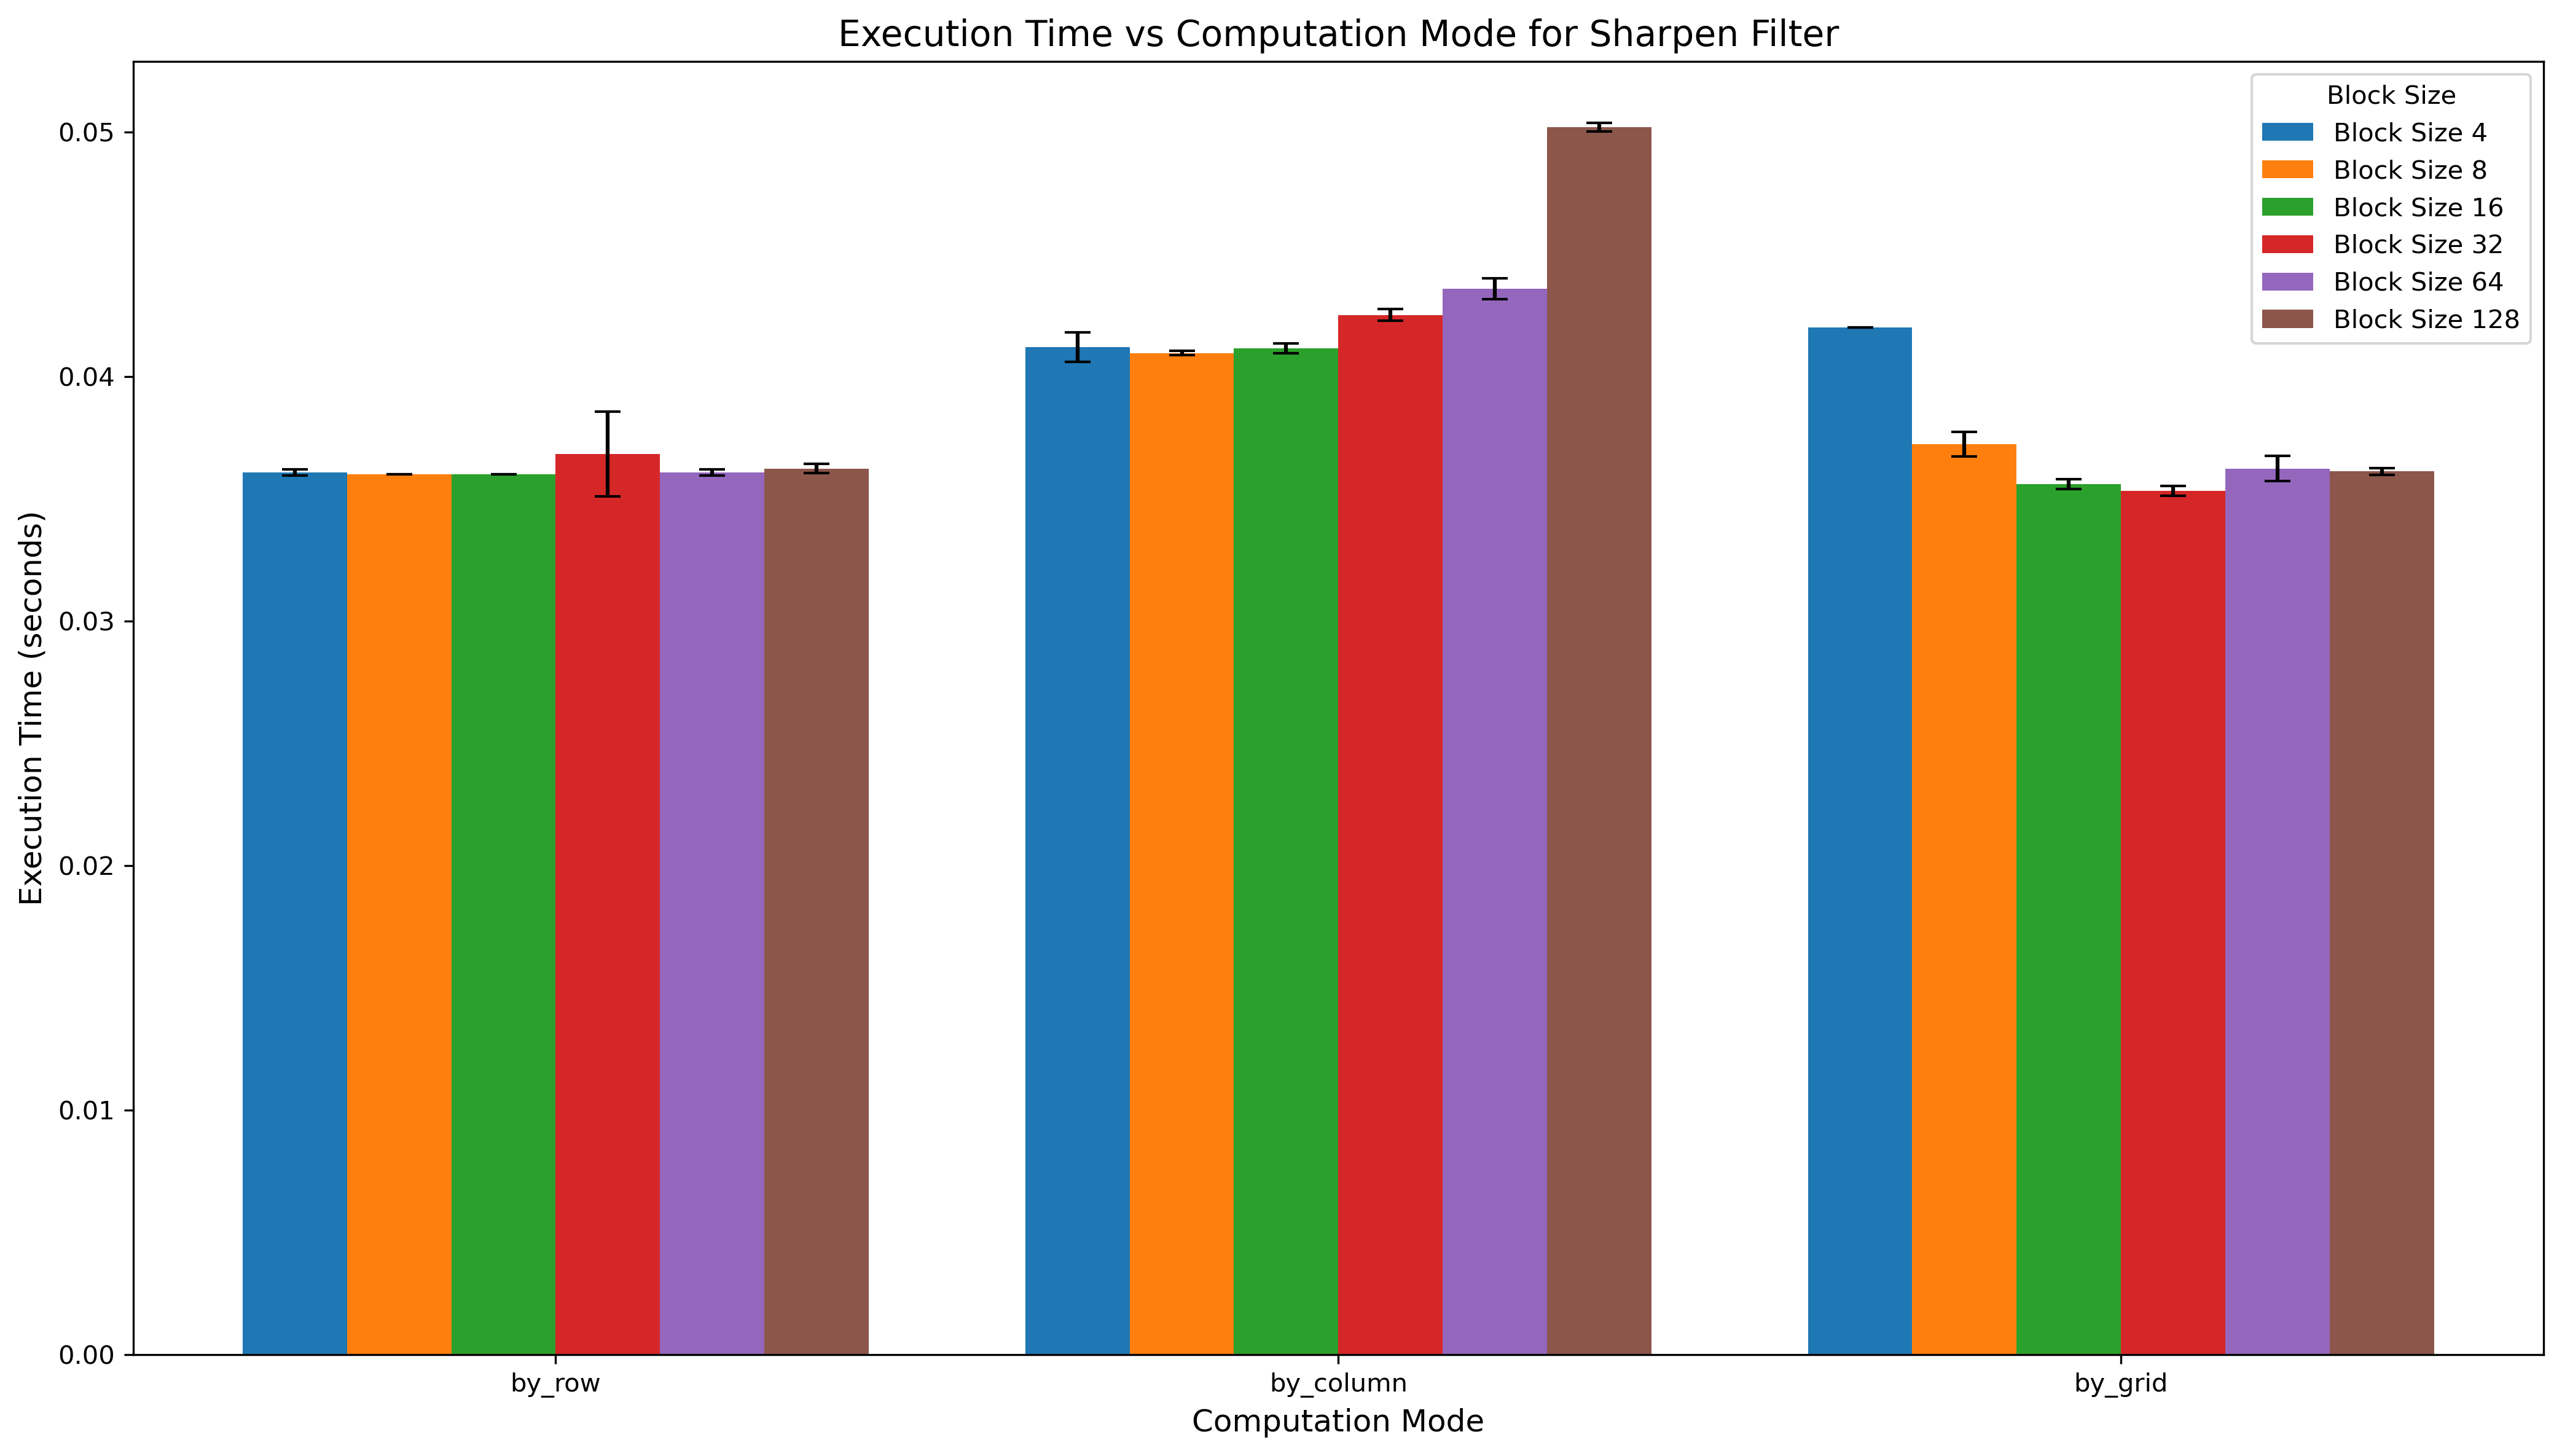 Execution Time vs Computation Mode for Sharpen Filter
Block Size
Block Size 4
Block Size 8
Block Size 16
Block Size 32
Block Size 64
Block Size 128
Execution Time (seconds)
0.05
0.04
0.03
0.02
0.01
0.00
by_row
by_column
by_grid
Computation Mode